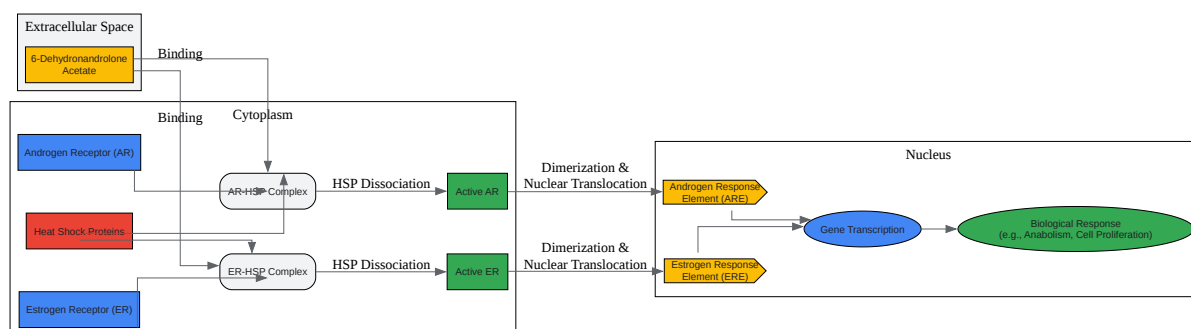 Extracellular Space
6-Dehydronandrolone
Acetate
Binding
Binding
Cytoplasm
Androgen Receptor (AR)
Heat Shock Proteins
Estrogen Receptor (ER)
AR-HSP Complex
ER-HSP Complex
HSP Dissociation
HSP Dissociation
Active AR
Active ER
Dimerization &
Nuclear Translocation
Dimerization &
Nuclear Translocation
Nucleus
Androgen Response
Element (ARE)
Estrogen Response
Element (ERE)
Gene Transcription
Biological Response
(e.g., Anabolism, Cell Proliferation)